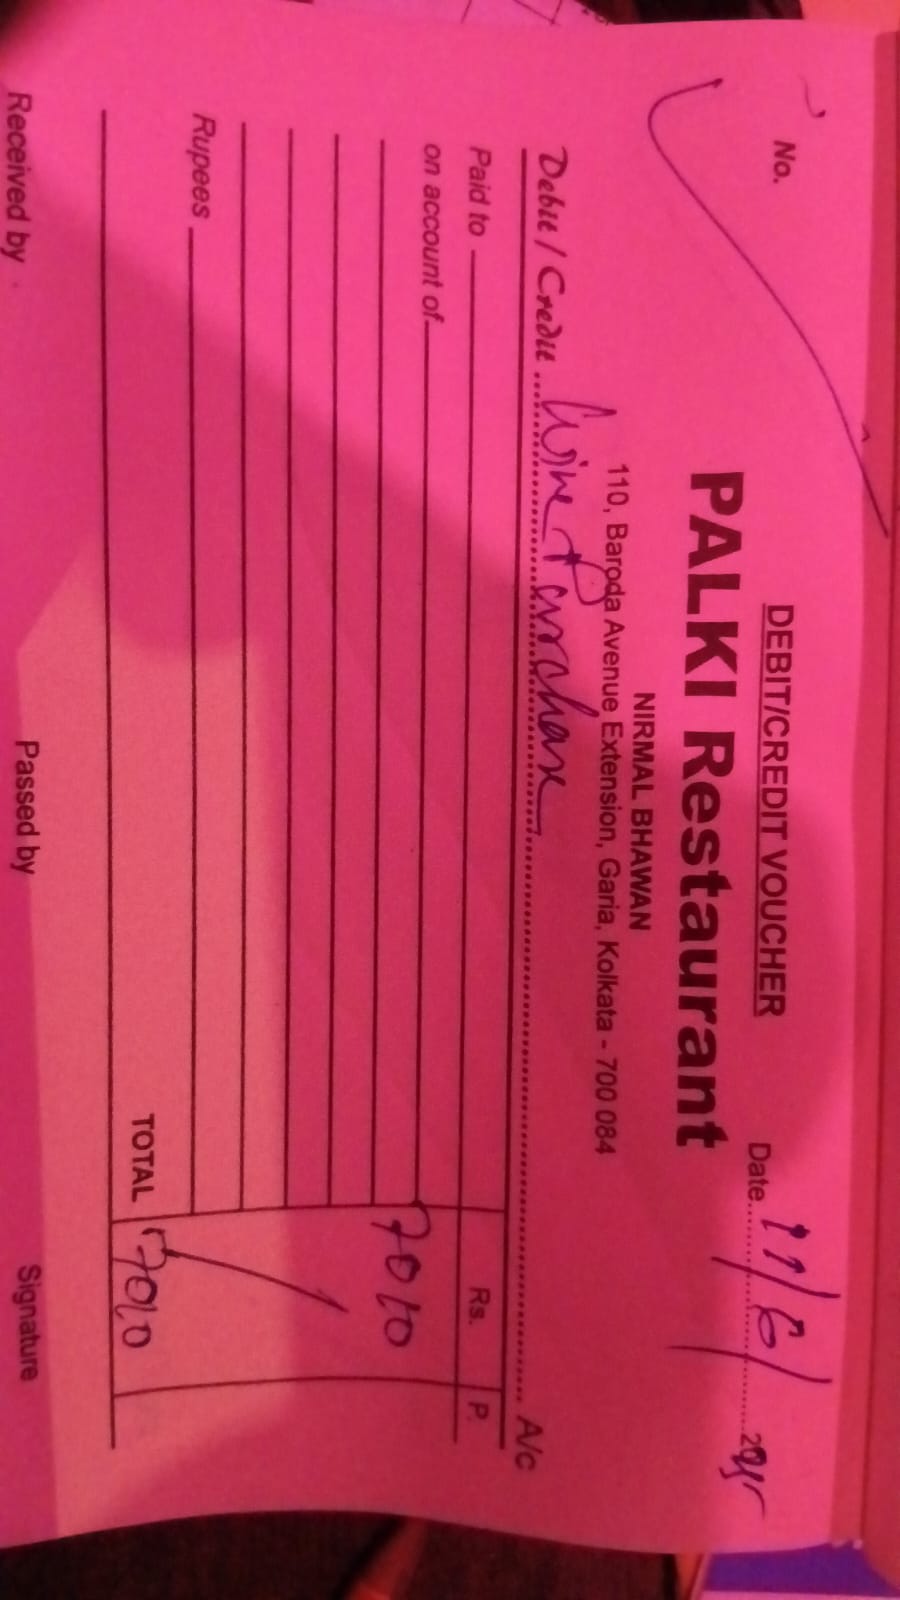 DEBIT/CREDIT VOUCHER
No.
Date 11/6/ 2025
PALKI Restaurant
NIRMAL BHAWAN
110, Baroda Avenue Extension, Garia, Kolkata - 700 084
Debit / Credit Wine Purchase A/c
Paid to Rs. P.
on account of
7010
Rupees
TOTAL 7010
Received by Passed by Signature